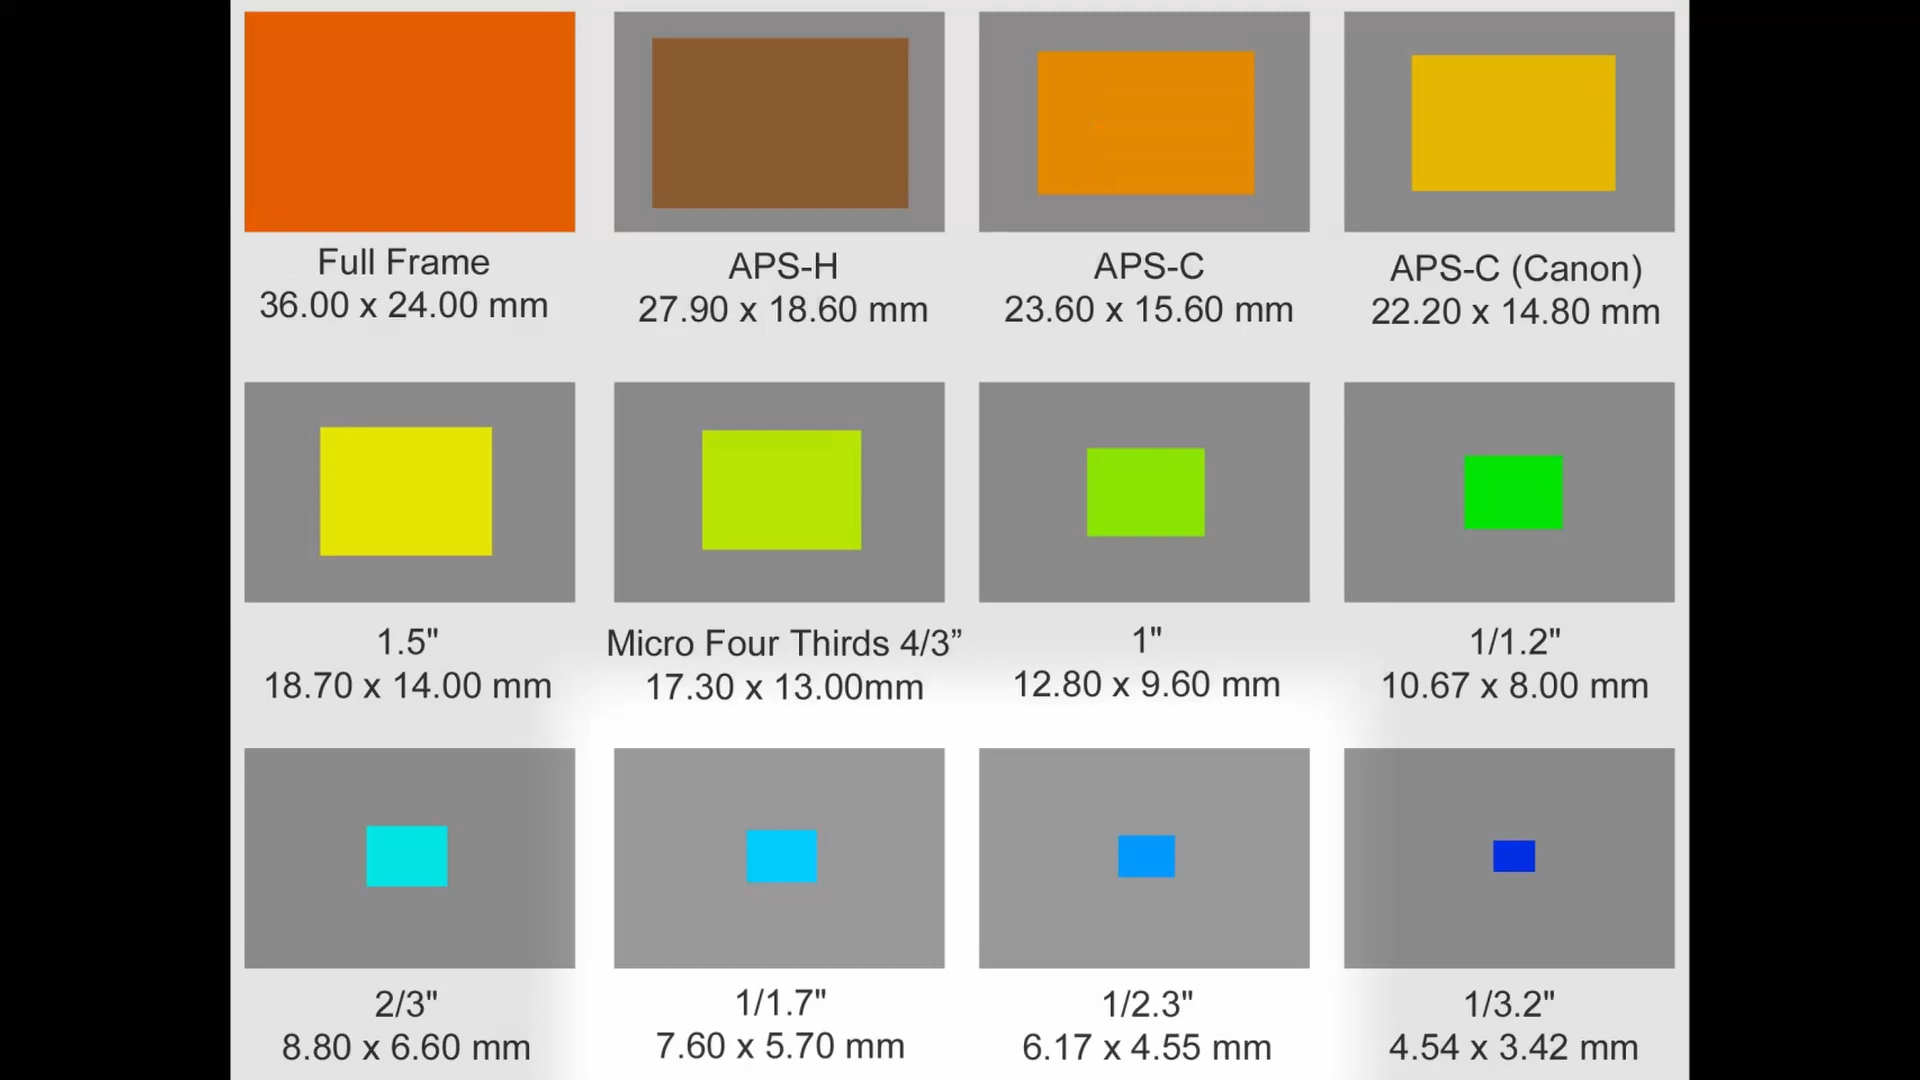 Full Frame
36.00 x 24.00 mm
APS-H
27.90 x 18.60 mm
APS-C
23.60 x 15.60 mm
APS-C (Canon)
22.20 x 14.80 mm
1.5"
18.70 x 14.00 mm
Micro Four Thirds 4/3”
17.30 x 13.00mm
1"
12.80 x 9.60 mm
1/1.2"
10.67 x 8.00 mm
2/3"
8.80 x 6.60 mm
1/1.7"
7.60 x 5.70 mm
1/2.3"
6.17 x 4.55 mm
1/3.2"
4.54 x 3.42 mm